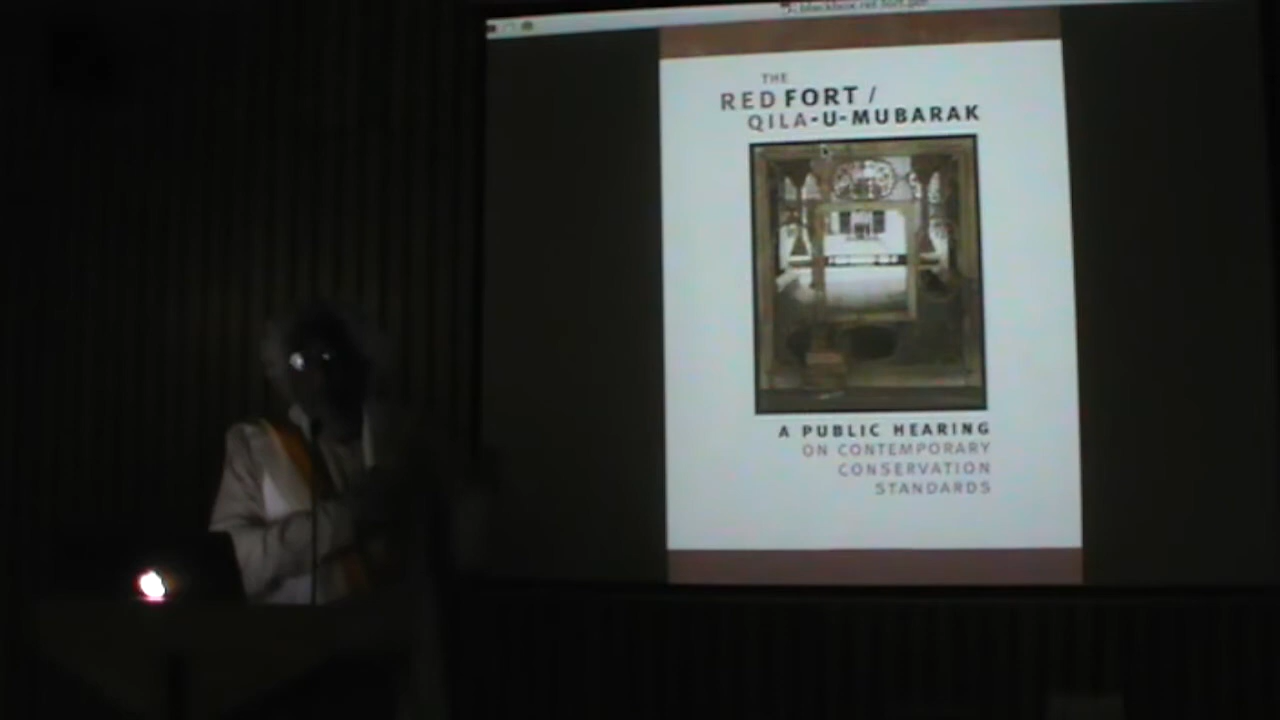 THE
RED FORT /
QILA-U-MUBARAK
A PUBLIC HEARING
ON CONTEMPORARY
CONSERVATION
STANDARDS